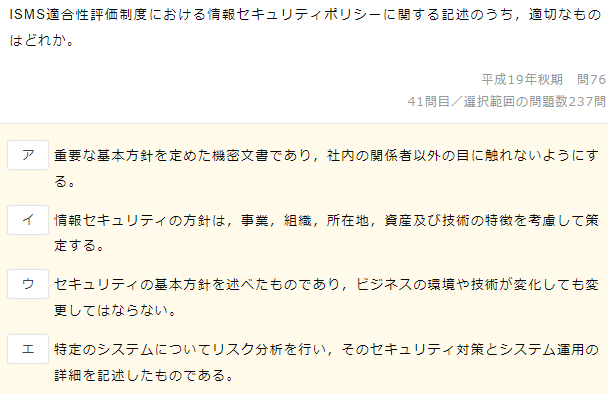 ISMS適合性評価制度における情報セキュリティポリシーに関する記述のうち，適切なもの
はどれか。
平成19年秋期　問76
41問目／選択範囲の問題数237問
ア 重要な基本方針を定めた機密文書であり，社内の関係者以外の目に触れないようにす
る。
イ 情報セキュリティの方針は，事業，組織，所在地，資産及び技術の特徴を考慮して策
定する。
ウ セキュリティの基本方針を述べたものであり，ビジネスの環境や技術が変化しても変
更してはならない。
エ 特定のシステムについてリスク分析を行い，そのセキュリティ対策とシステム運用の
詳細を記述したものである。